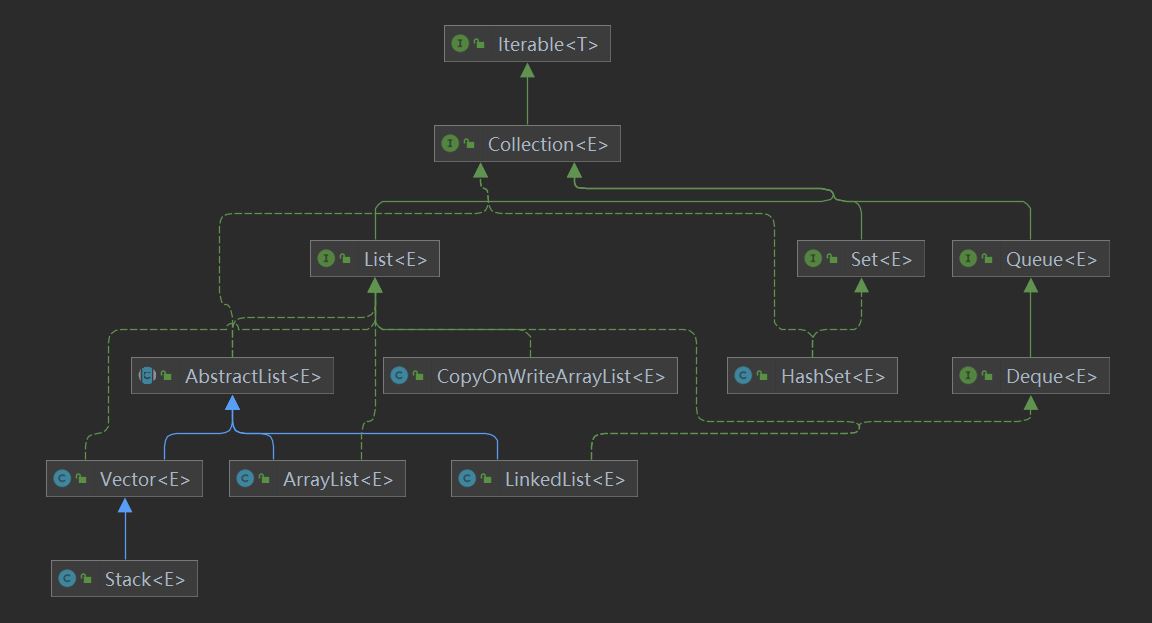 Iterable<T>
Collection<E>
List<E>
Set<E>
Queue<E>
AbstractList<E>
CopyOnWriteArrayList<E>
HashSet<E>
Deque<E>
Vector<E>
ArrayList<E>
LinkedList<E>
Stack<E>